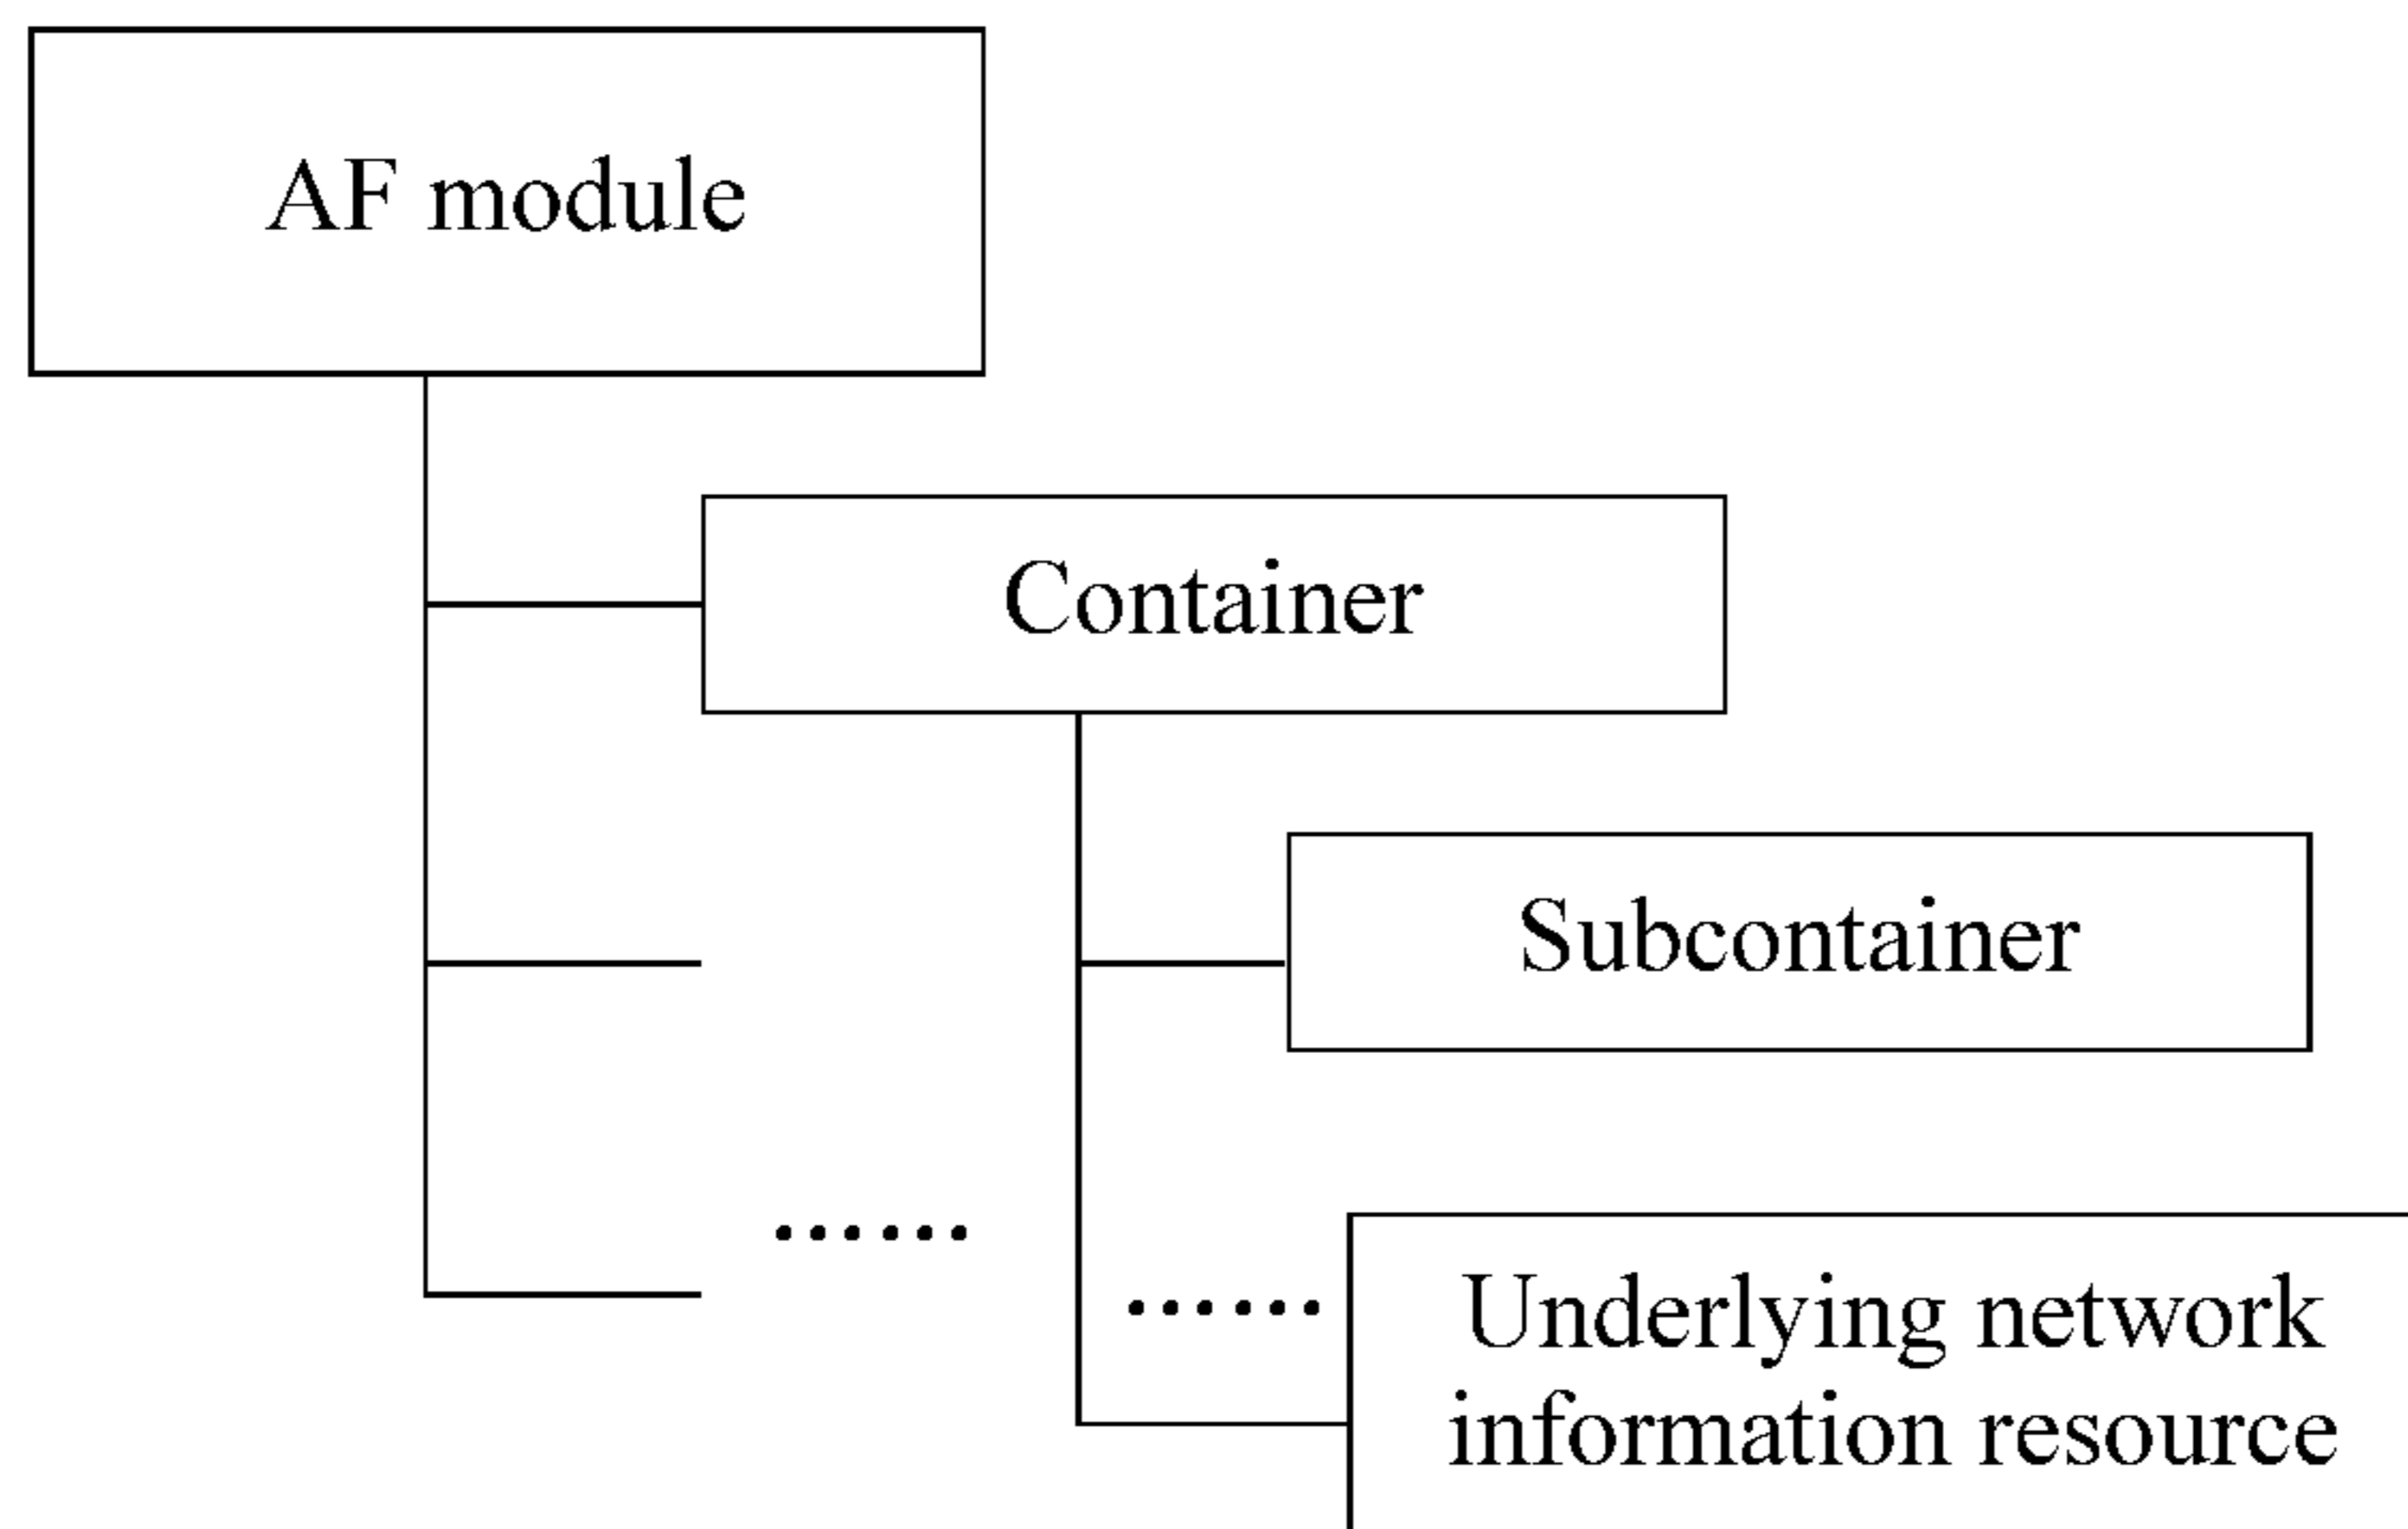 AF module
Container
Subcontainer
......
......
Underlying network
information resource